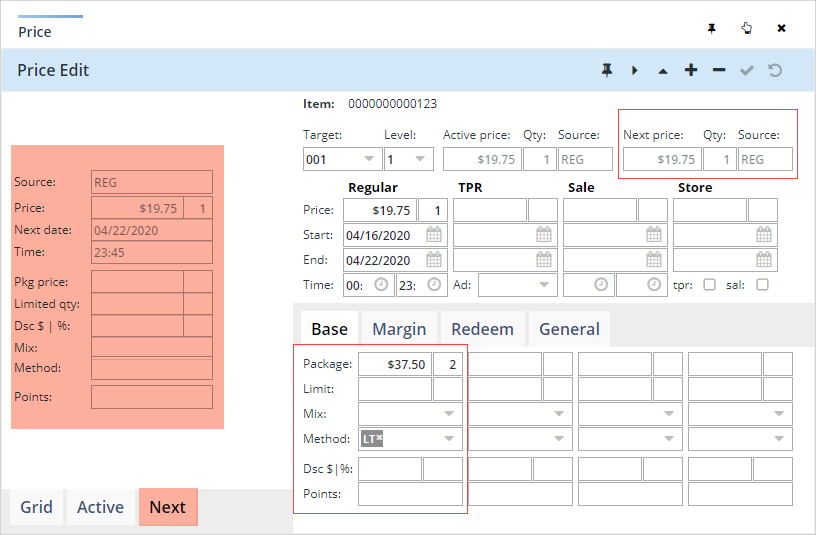 Price
Price Edit
Item: 0000000000123
Target: Level: Active price: Qty: Source: Next price: Qty: Source:
001 1 $19.75 1 REG $19.75 1 REG
Regular TPR Sale Store
Price: $19.75 1
Start: 04/16/2020
End: 04/22/2020
Time: 00: 23: Ad: tpr: sal:
Source: REG
Price: $19.75 1
Next date: 04/22/2020
Time: 23:45
Pkg price:
Limited qty:
Dsc $ | %:
Mix:
Method:
Points:
Base Margin Redeem General
Package: $37.50 2
Limit:
Mix:
Method: LT×
Dsc $|%:
Points:
Grid Active Next